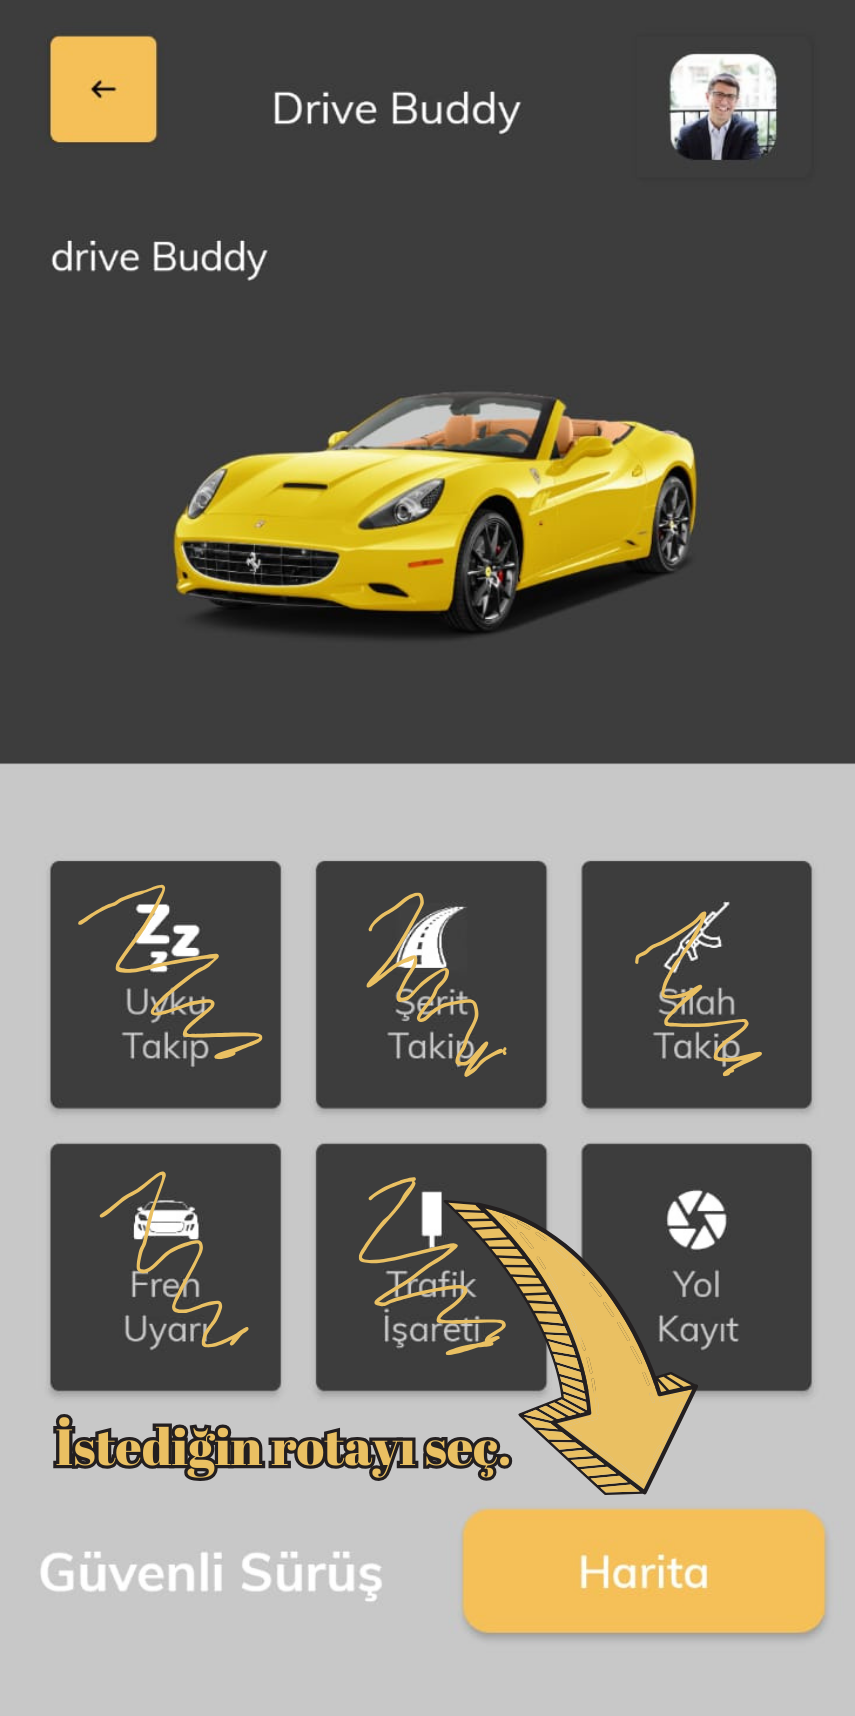 Drive Buddy
drive Buddy
Uyku
Takip
Şerit
Takip
Silah
Takip
Fren
Uyarı
Trafik
İşareti
Yol
Kayıt
İstediğin rotayı seç.
Güvenli Sürüş
Harita